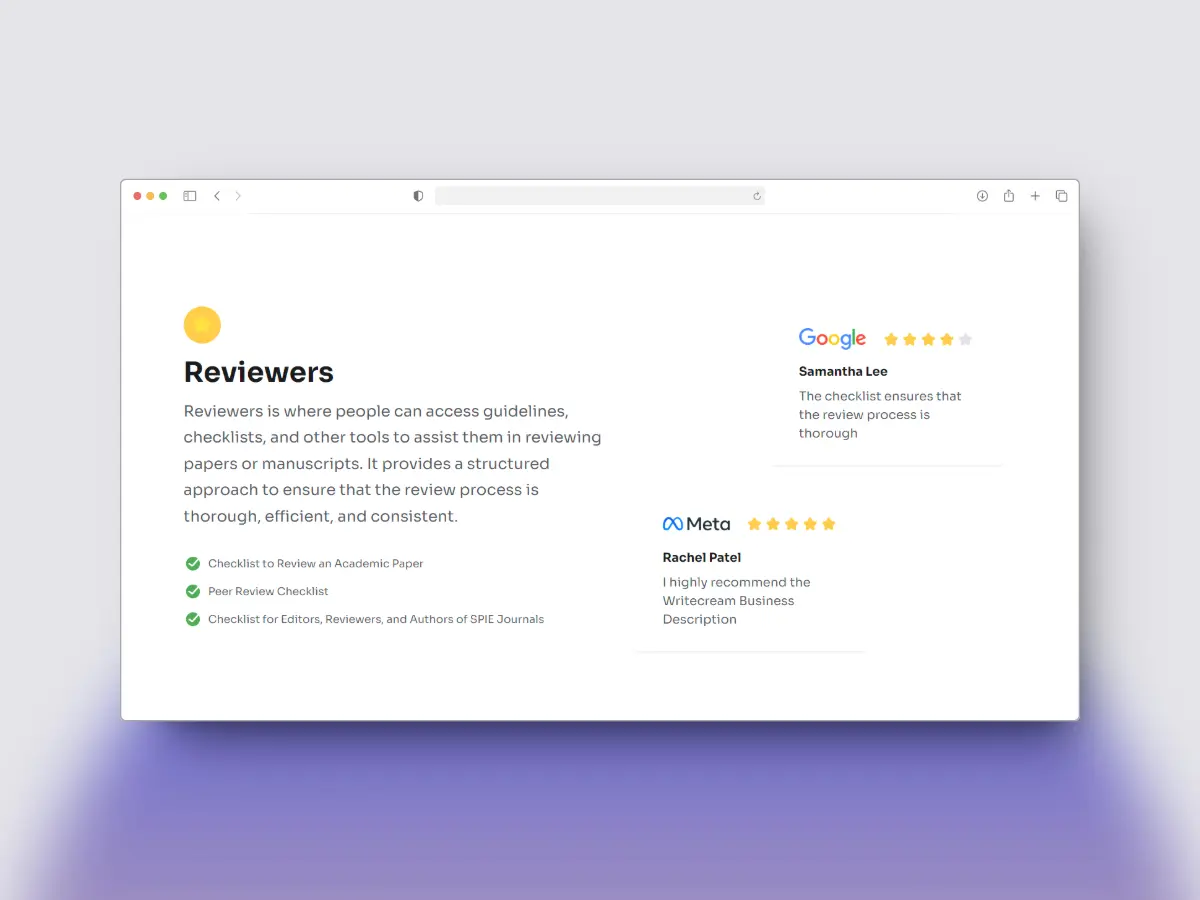 Reviewers
Reviewers is where people can access guidelines,
checklists, and other tools to assist them in reviewing
papers or manuscripts. It provides a structured
approach to ensure that the review process is
thorough, efficient, and consistent.
Checklist to Review an Academic Paper
Peer Review Checklist
Checklist for Editors, Reviewers, and Authors of SPIE Journals
Google
Samantha Lee
The checklist ensures that
the review process is
thorough
Meta
Rachel Patel
I highly recommend the
Writecream Business
Description